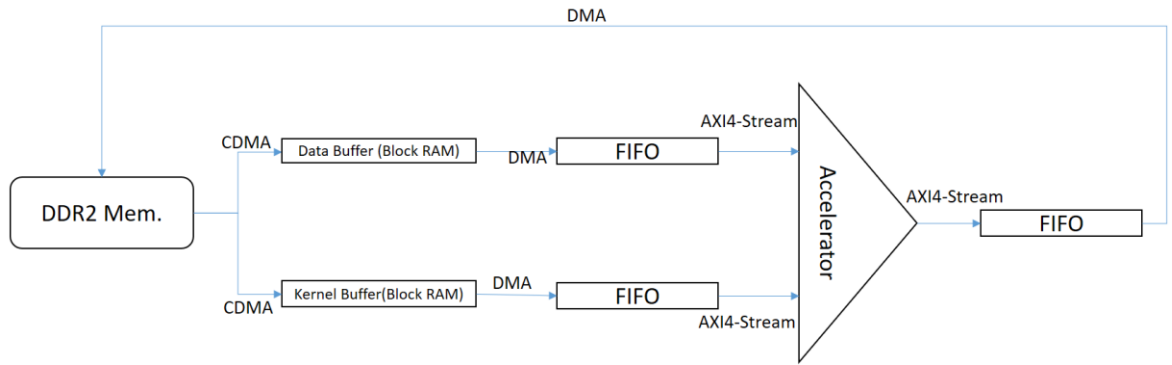 DMA
AXI4-Stream
CDMA
Data Buffer (Block RAM)
DMA
FIFO
DDR2 Mem.
Accelerator
AXI4-Stream
FIFO
CDMA
Kernel Buffer(Block RAM)
DMA
FIFO
AXI4-Stream